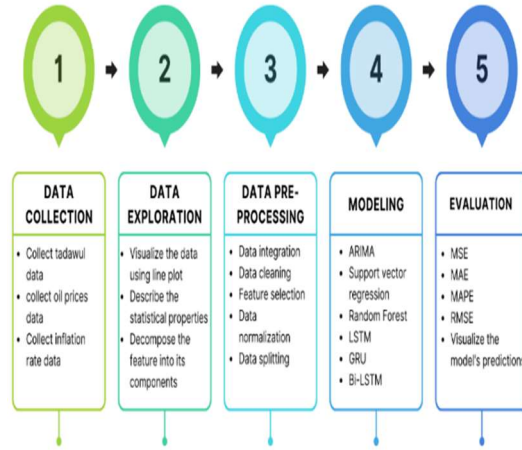 1
2
3
4
5
DATA
COLLECTION
• Collect tadawul
data
• collect oil prices
data
• Collect inflation
rate data
DATA
EXPLORATION
• Visualize the data
using line plot
• Describe the
statistical properties
• Decompose the
feature into its
components
DATA PRE-
PROCESSING
• Data integration
• Data cleaning
• Feature selection
• Data
normalization
• Data splitting
MODELING
• ARIMA
• Support vector
regression
• Random Forest
• LSTM
• GRU
• Bi-LSTM
EVALUATION
• MSE
• MAE
• MAPE
• RMSE
• Visualize the
model's predictions